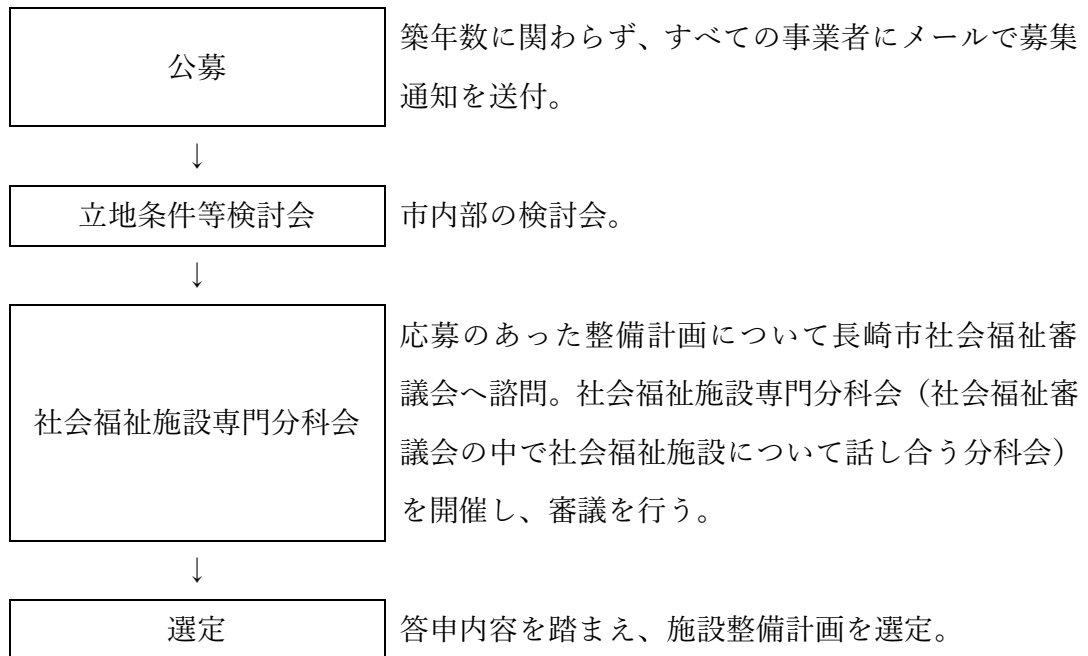 公募
築年数に関わらず、すべての事業者にメールで募集
通知を送付。
↓
立地条件等検討会
市内部の検討会。
↓
社会福祉施設専門分科会
応募のあった整備計画について長崎市社会福祉審
議会へ諮問。社会福祉施設専門分科会（社会福祉審
議会の中で社会福祉施設について話し合う分科会）
を開催し、審議を行う。
↓
選定
答申内容を踏まえ、施設整備計画を選定。